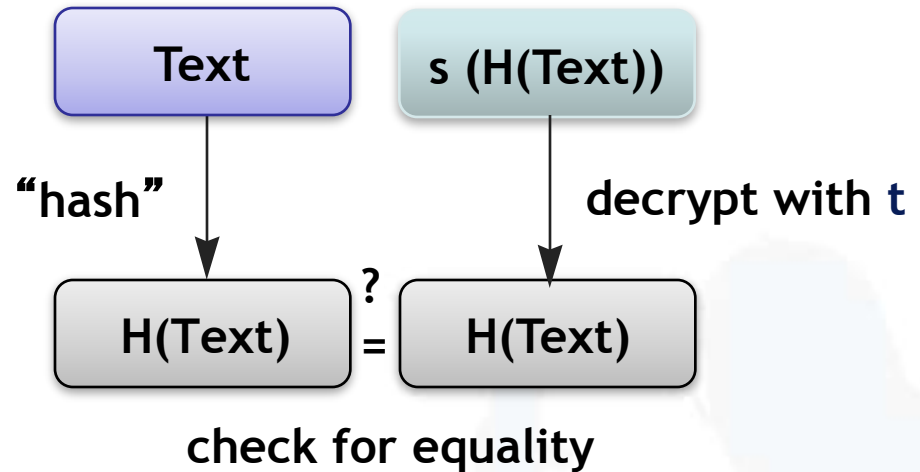 Text
s (H(Text))
“hash”
decrypt with t
H(Text)
?
=
H(Text)
check for equality